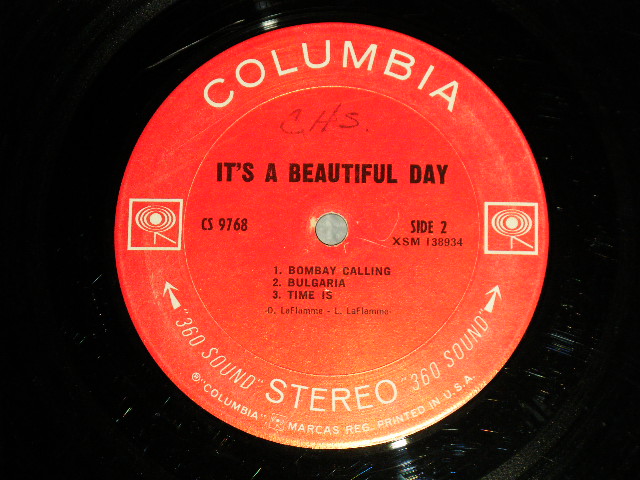 COLUMBIA
C.H.S.
IT'S A BEAUTIFUL DAY
CS 9768
SIDE 2
XSM 138934
1. BOMBAY CALLING
2. BULGARIA
3. TIME IS
-D. LaFlamme - L. LaFlamme-
"360 SOUND" STEREO "360 SOUND"
® "COLUMBIA" MARCAS REG. PRINTED IN U.S.A.